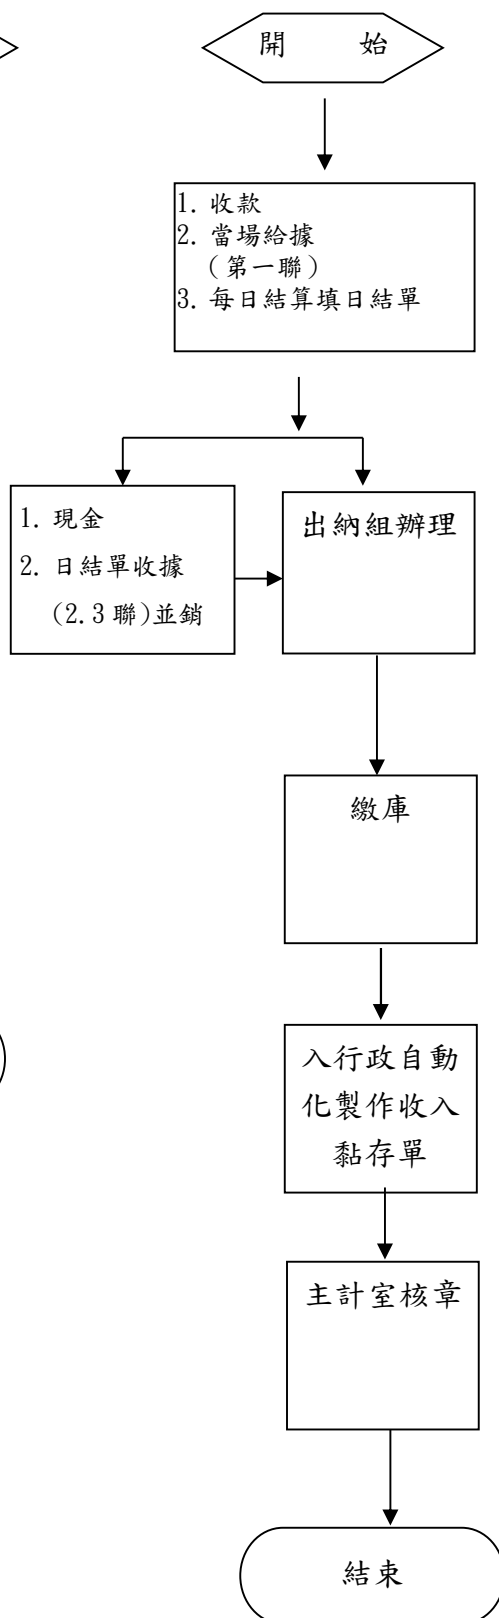 開 始
1. 收款
2. 當場給據
(第一聯)
3. 每日結算填日結單
1. 現金
2. 日結單收據
(2.3 聯)並銷
出納組辦理
繳庫
入行政自動
化製作收入
黏存單
主計室核章
結束